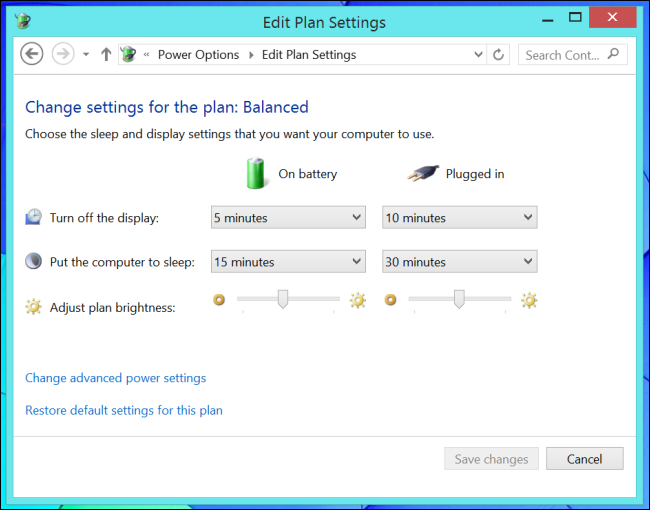 Edit Plan Settings
« Power Options Edit Plan Settings Search Cont...
Change settings for the plan: Balanced
Choose the sleep and display settings that you want your computer to use.
On battery Plugged in
Turn off the display: 5 minutes 10 minutes
Put the computer to sleep: 15 minutes 30 minutes
Adjust plan brightness:
Change advanced power settings
Restore default settings for this plan
Save changes Cancel